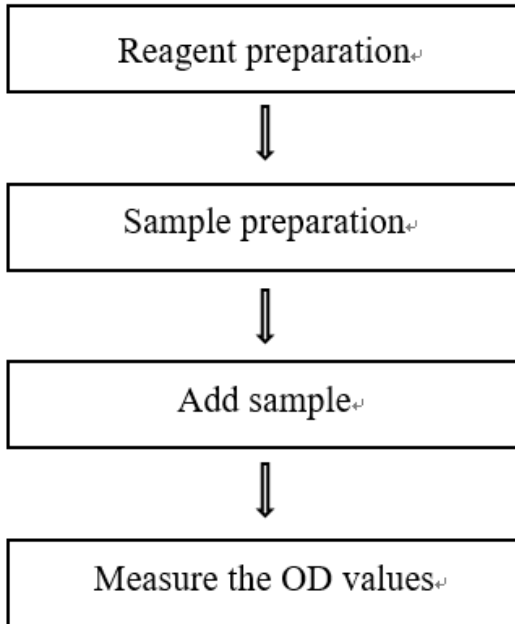 Reagent preparation
Sample preparation
Add sample
Measure the OD values